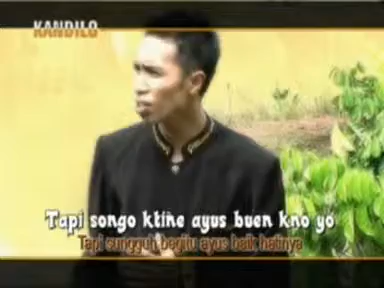 KANDILO
Tapi songo ktine ayus buen kno yo
Tapi sungguh begitu ayus baik hatinya